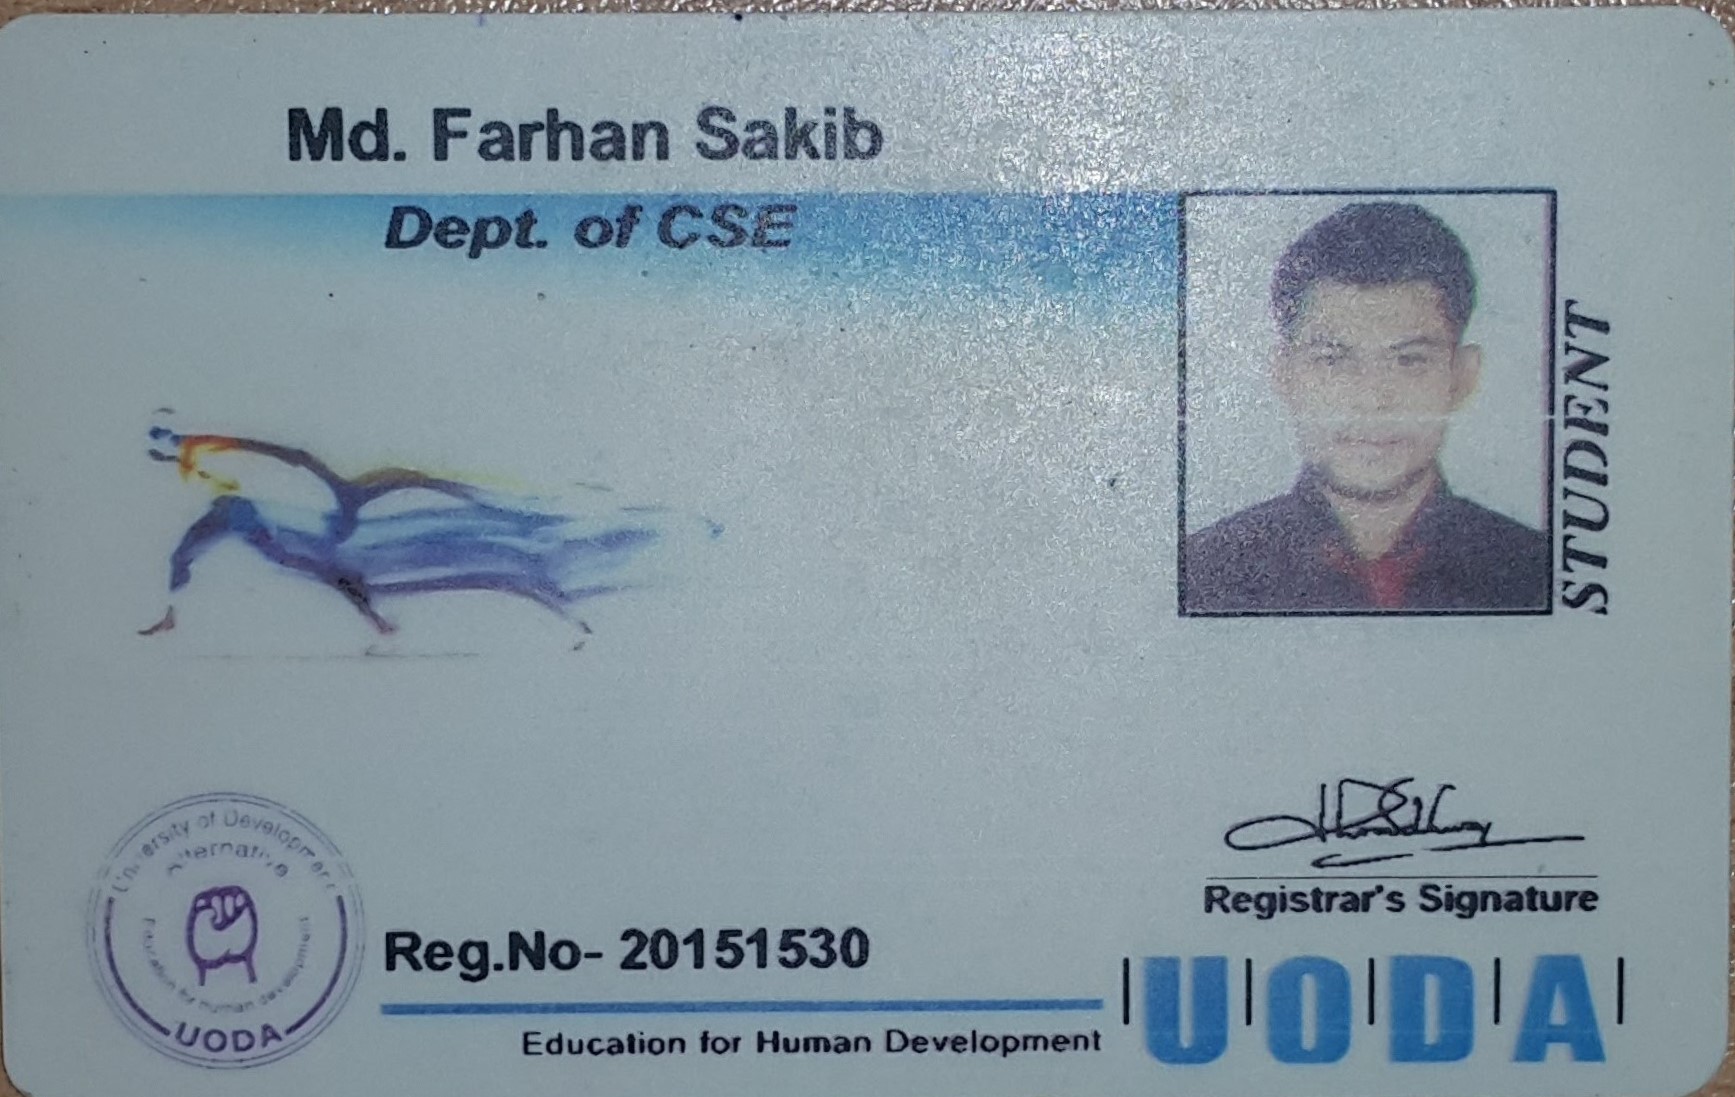 Md. Farhan Sakib
Dept. of CSE
STUDENT
University of Development
Alternative
Education for human development
UODA
Reg.No- 20151530
Registrar's Signature
Education for Human Development
UODA